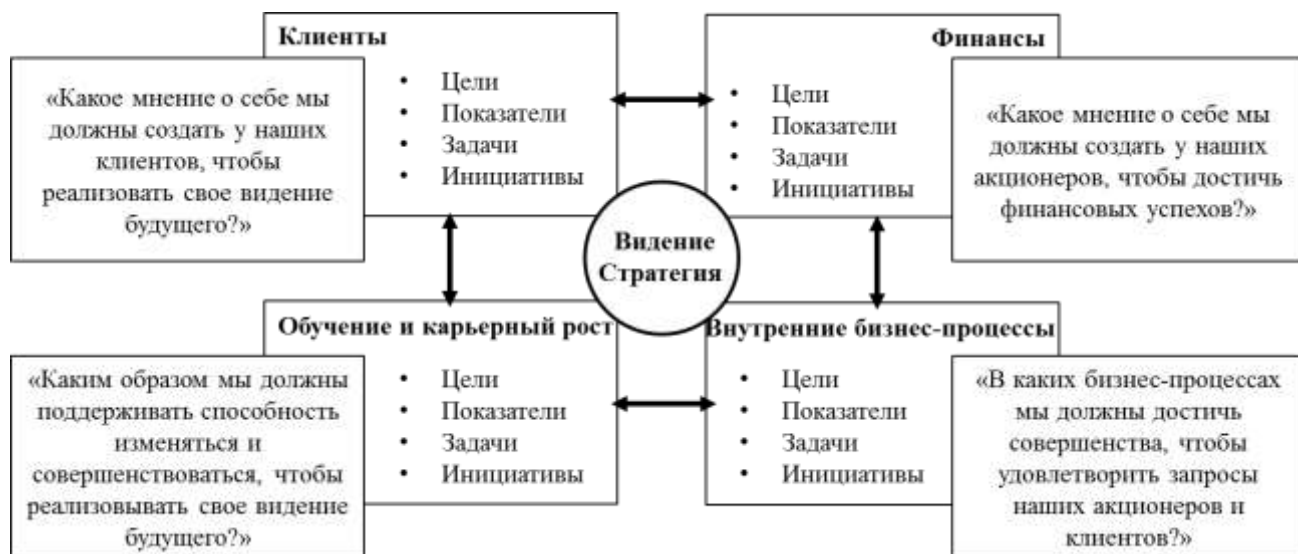 Клиенты
«Какое мнение о себе мы
должны создать у наших
клиентов, чтобы
реализовать свое видение
будущего?»
• Цели
• Показатели
• Задачи
• Инициативы
Финансы
• Цели
• Показатели
• Задачи
• Инициативы
«Какое мнение о себе мы
должны создать у наших
акционеров, чтобы достичь
финансовых успехов?»
Видение
Стратегия
Обучение и карьерный рост
«Каким образом мы должны
поддерживать способность
изменяться и
совершенствоваться, чтобы
реализовывать свое видение
будущего?»
• Цели
• Показатели
• Задачи
• Инициативы
Внутренние бизнес-процессы
• Цели
• Показатели
• Задачи
• Инициативы
«В каких бизнес-процессах
мы должны достичь
совершенства, чтобы
удовлетворить запросы
наших акционеров и
клиентов?»